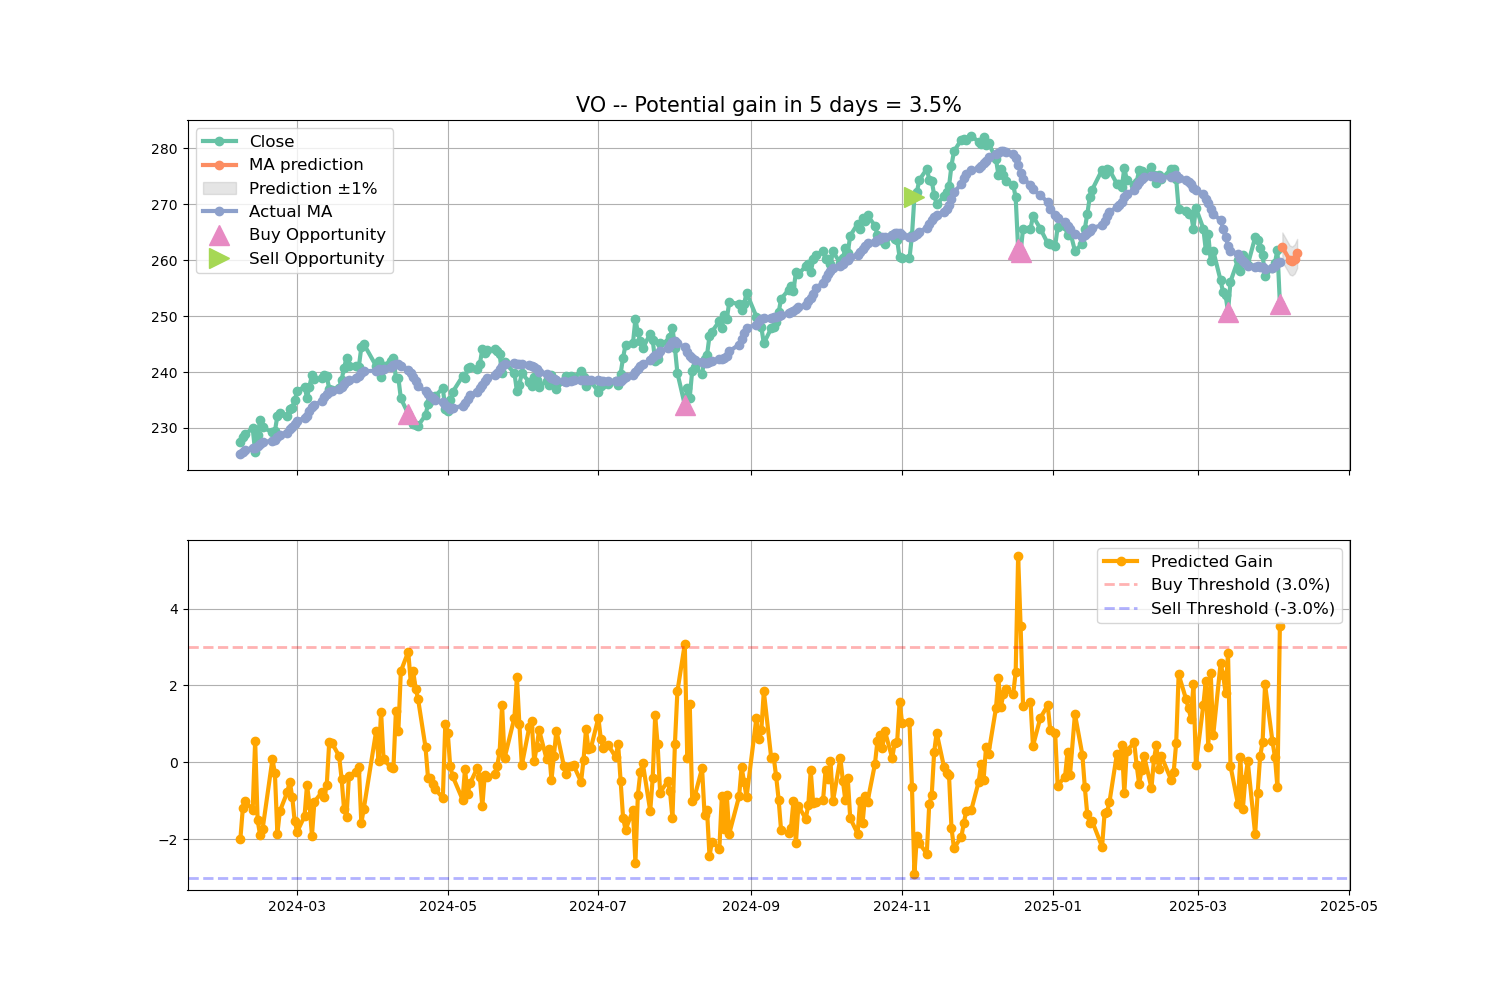 VO -- Potential gain in 5 days = 3.5%
Close
MA prediction
Prediction ±1%
Actual MA
Buy Opportunity
Sell Opportunity
280
270
260
250
240
230
Predicted Gain
Buy Threshold (3.0%)
Sell Threshold (-3.0%)
4
2
0
−2
2024-03 2024-05 2024-07 2024-09 2024-11 2025-01 2025-03 2025-05